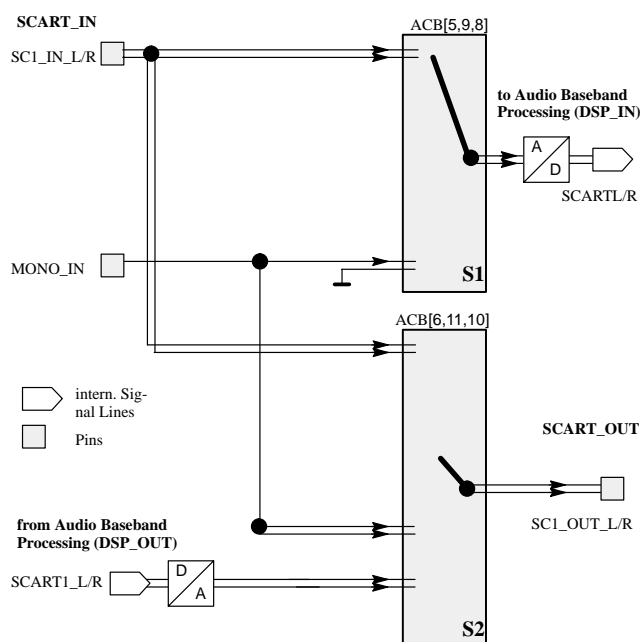 SCART_IN
SC1_IN_L/R
ACB[5,9,8]
to Audio Baseband
Processing (DSP_IN)
A
D
SCARTL/R
MONO_IN
S1
ACB[6,11,10]
intern. Sig-
nal Lines
Pins
SCART_OUT
SC1_OUT_L/R
from Audio Baseband
Processing (DSP_OUT)
SCART1_L/R
D
A
S2